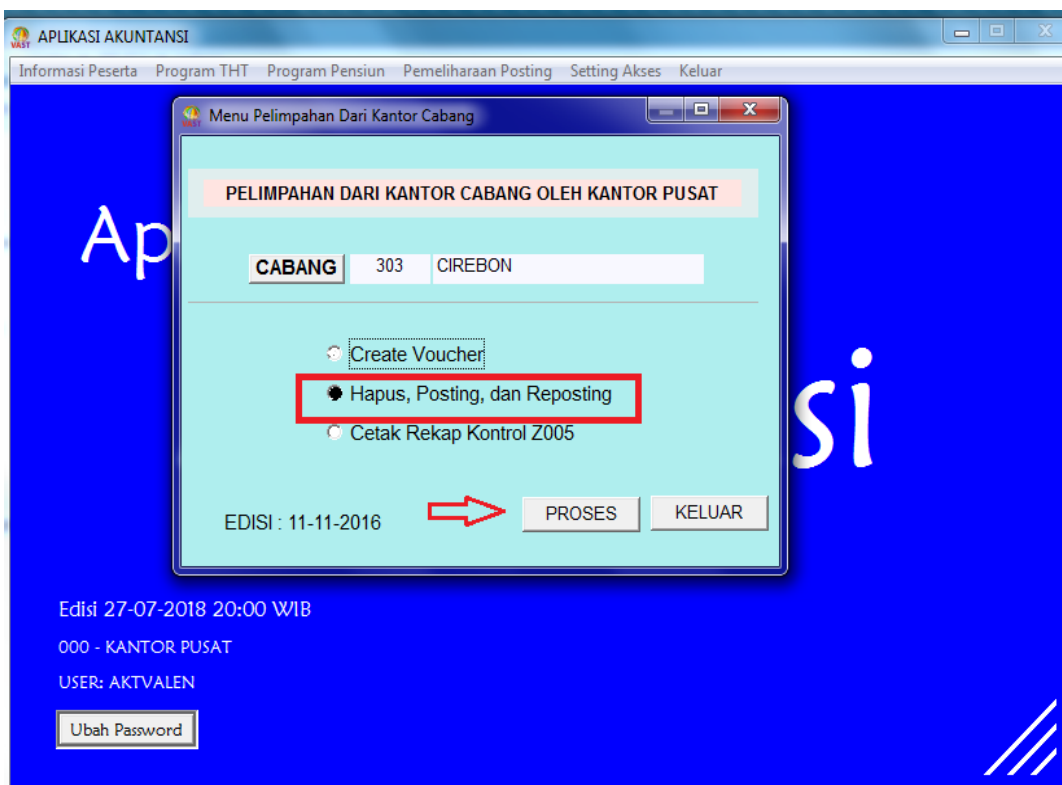 VAST APLIKASI AKUNTANSI
Informasi Peserta Program THT Program Pensiun Pemeliharaan Posting Setting Akses Keluar
Menu Pelimpahan Dari Kantor Cabang
PELIMPAHAN DARI KANTOR CABANG OLEH KANTOR PUSAT
Ap
CABANG 303 CIREBON
Create Voucher
Hapus, Posting, dan Reposting
si
Cetak Rekap Kontrol Z005
EDISI : 11-11-2016 PROSES KELUAR
Edisi 27-07-2018 20:00 WIB
000 - KANTOR PUSAT
USER: AKTVALEN
Ubah Password